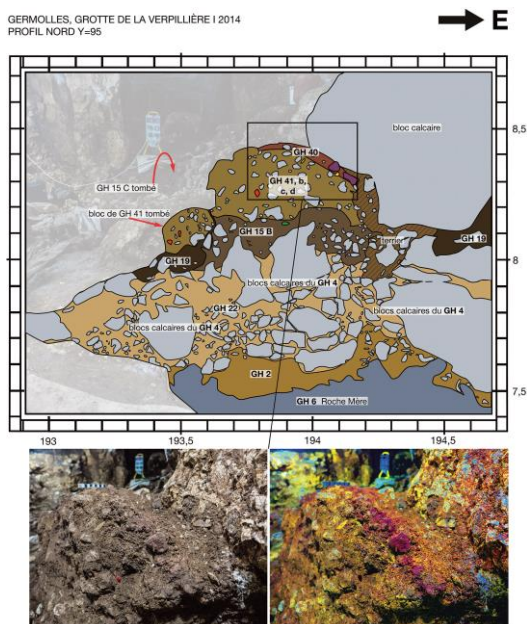 GERMOLLES, GROTTE DE LA VERPILLIÈRE I 2014
PROFIL NORD Y=95
E
bloc calcaire
8,5
GH 40
GH 15 C tombé
GH 41, b,
c, d
bloc de GH 41 tombé
GH 15 B
terrier
GH 19
GH 19
8
blocs calcaires du GH 4
GH 22
blocs calcaires du GH 4
blocs calcaires du GH 4
GH 2
7,5
GH 6 Roche Mère
193
193,5
194
194,5